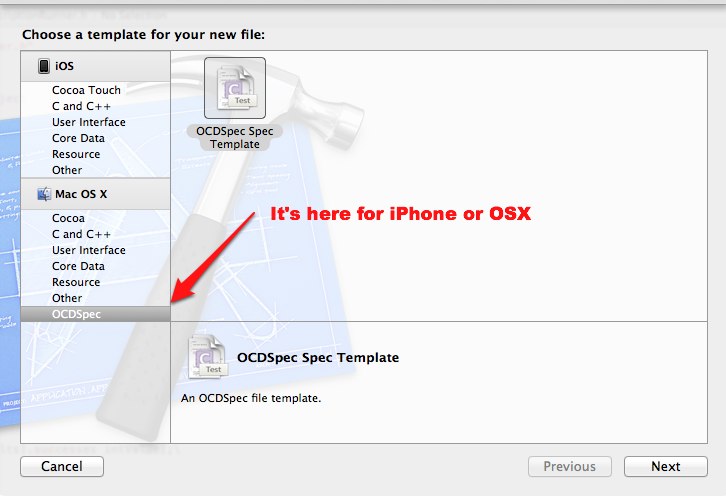 Choose a template for your new file:
iOS
Cocoa Touch
C and C++
User Interface
Core Data
Resource
Other
Mac OS X
Cocoa
C and C++
User Interface
Core Data
Resource
Other
OCDSpec
Test
OCDSpec Spec
Template
It's here for iPhone or OSX
Test
OCDSpec Spec Template
An OCDSpec file template.
Cancel
Previous
Next